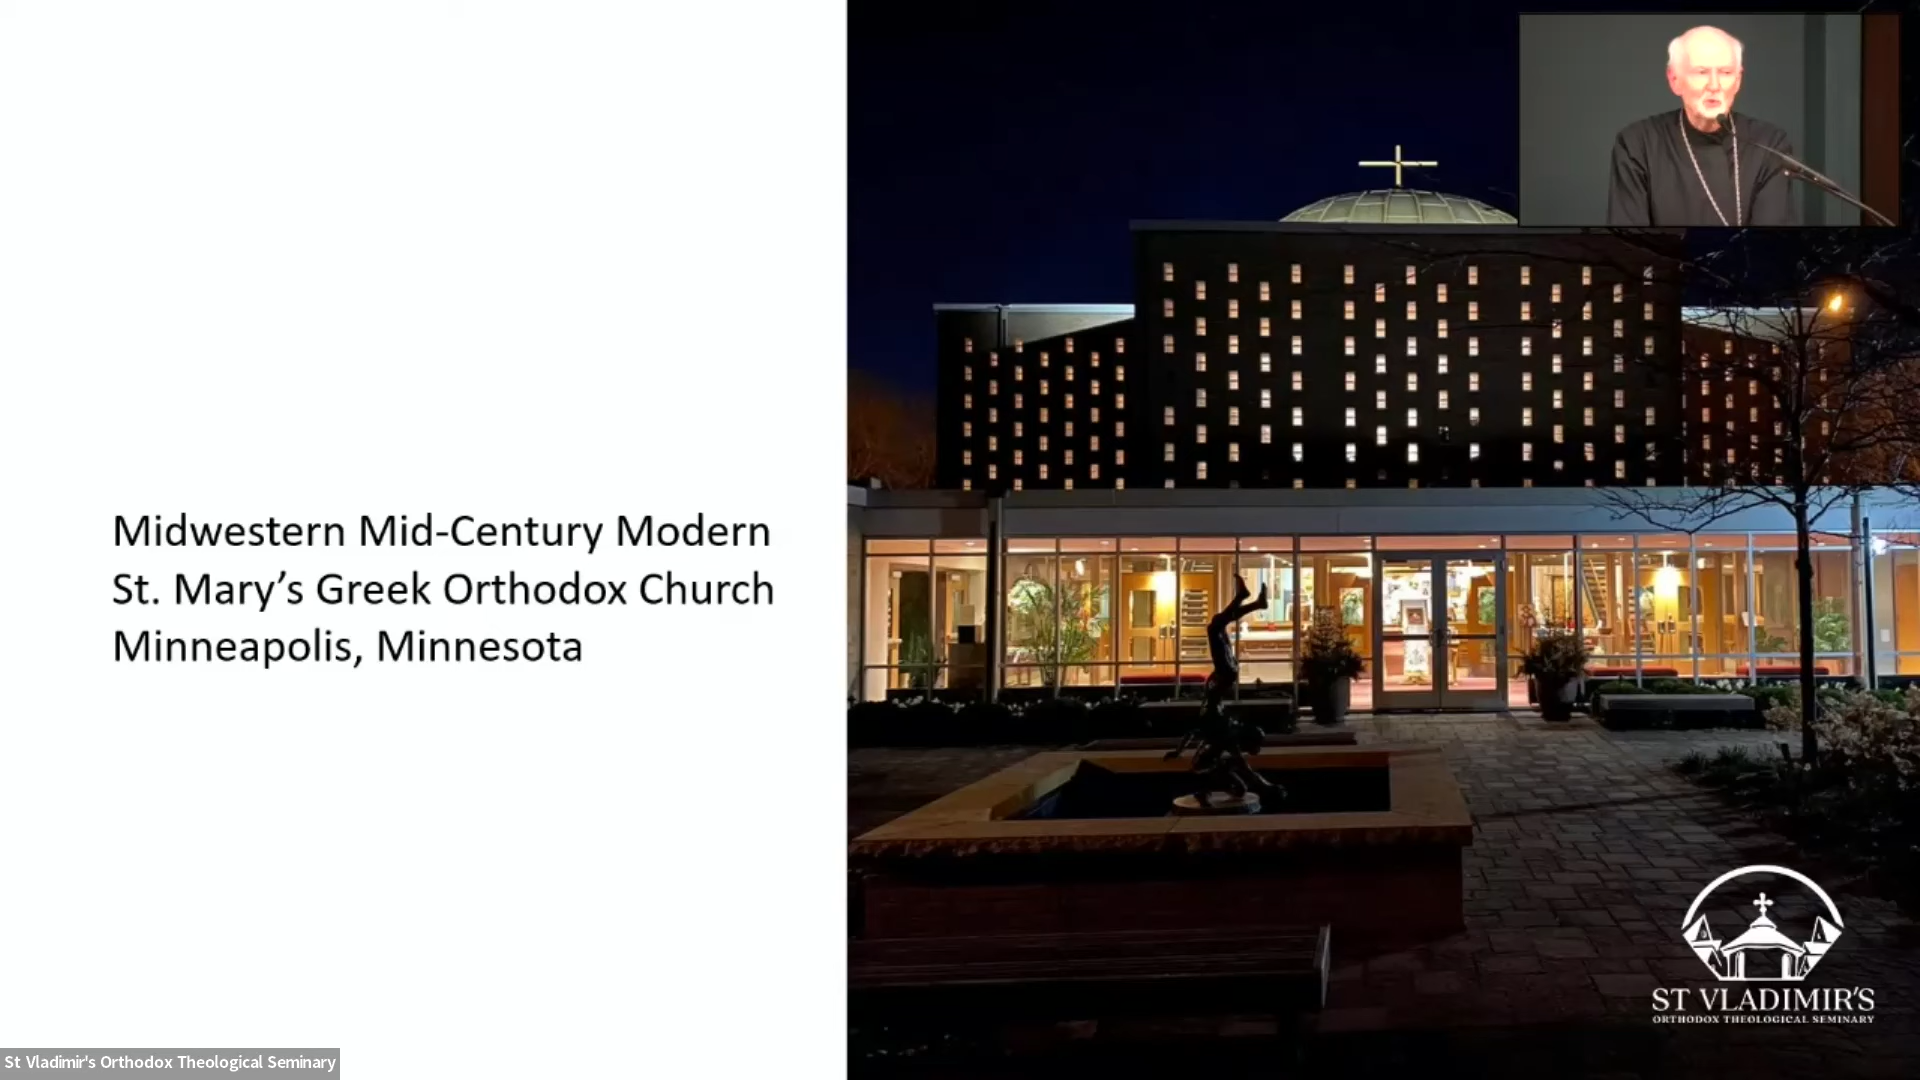 Midwestern Mid-Century Modern
St. Mary’s Greek Orthodox Church
Minneapolis, Minnesota
ST VLADIMIR'S
ORTHODOX THEOLOGICAL SEMINARY
St Vladimir's Orthodox Theological Seminary